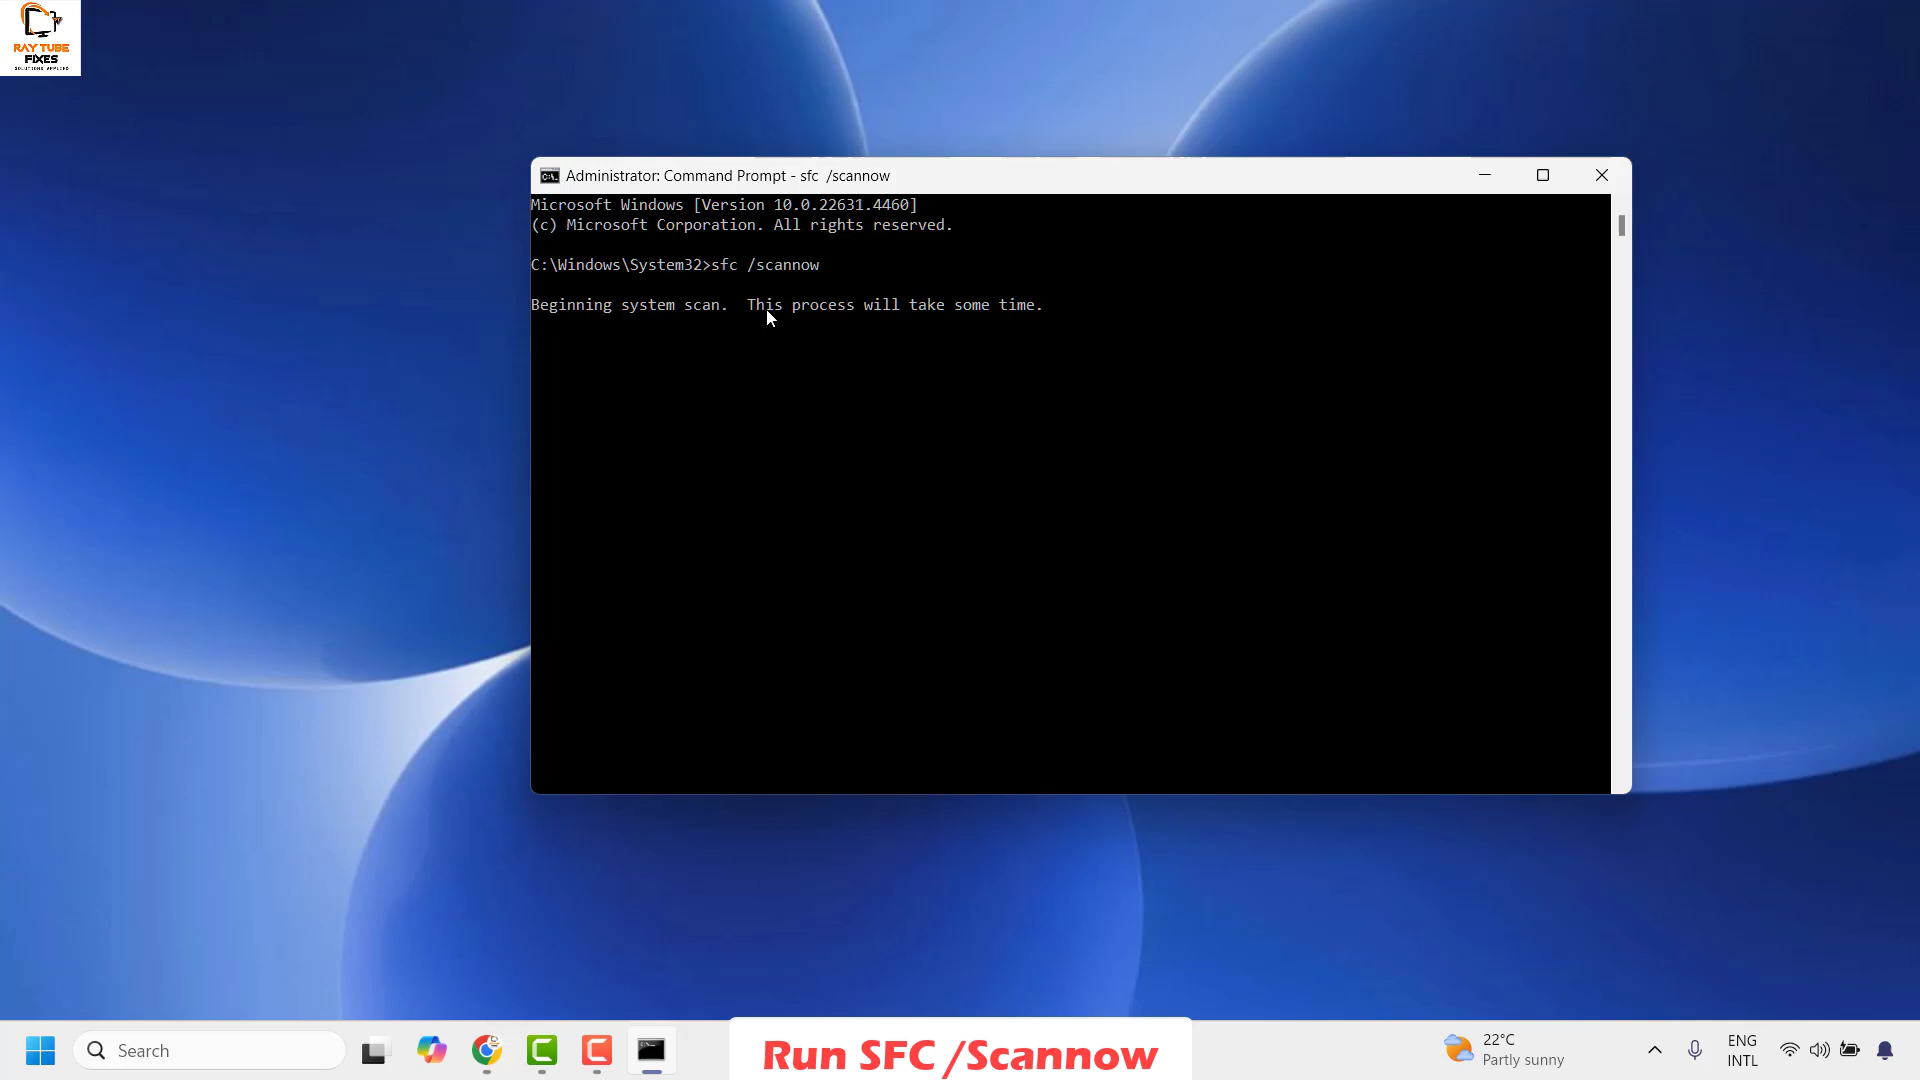 RAY TUBE
FIXES
SOLUTIONS APPLIED
Administrator: Command Prompt - sfc  /scannow
Microsoft Windows [Version 10.0.22631.4460]
(c) Microsoft Corporation. All rights reserved.
C:\Windows\System32>sfc /scannow
Beginning system scan.  This process will take some time.
Search
Run SFC /Scannow
22°C
Partly sunny
ENG
INTL